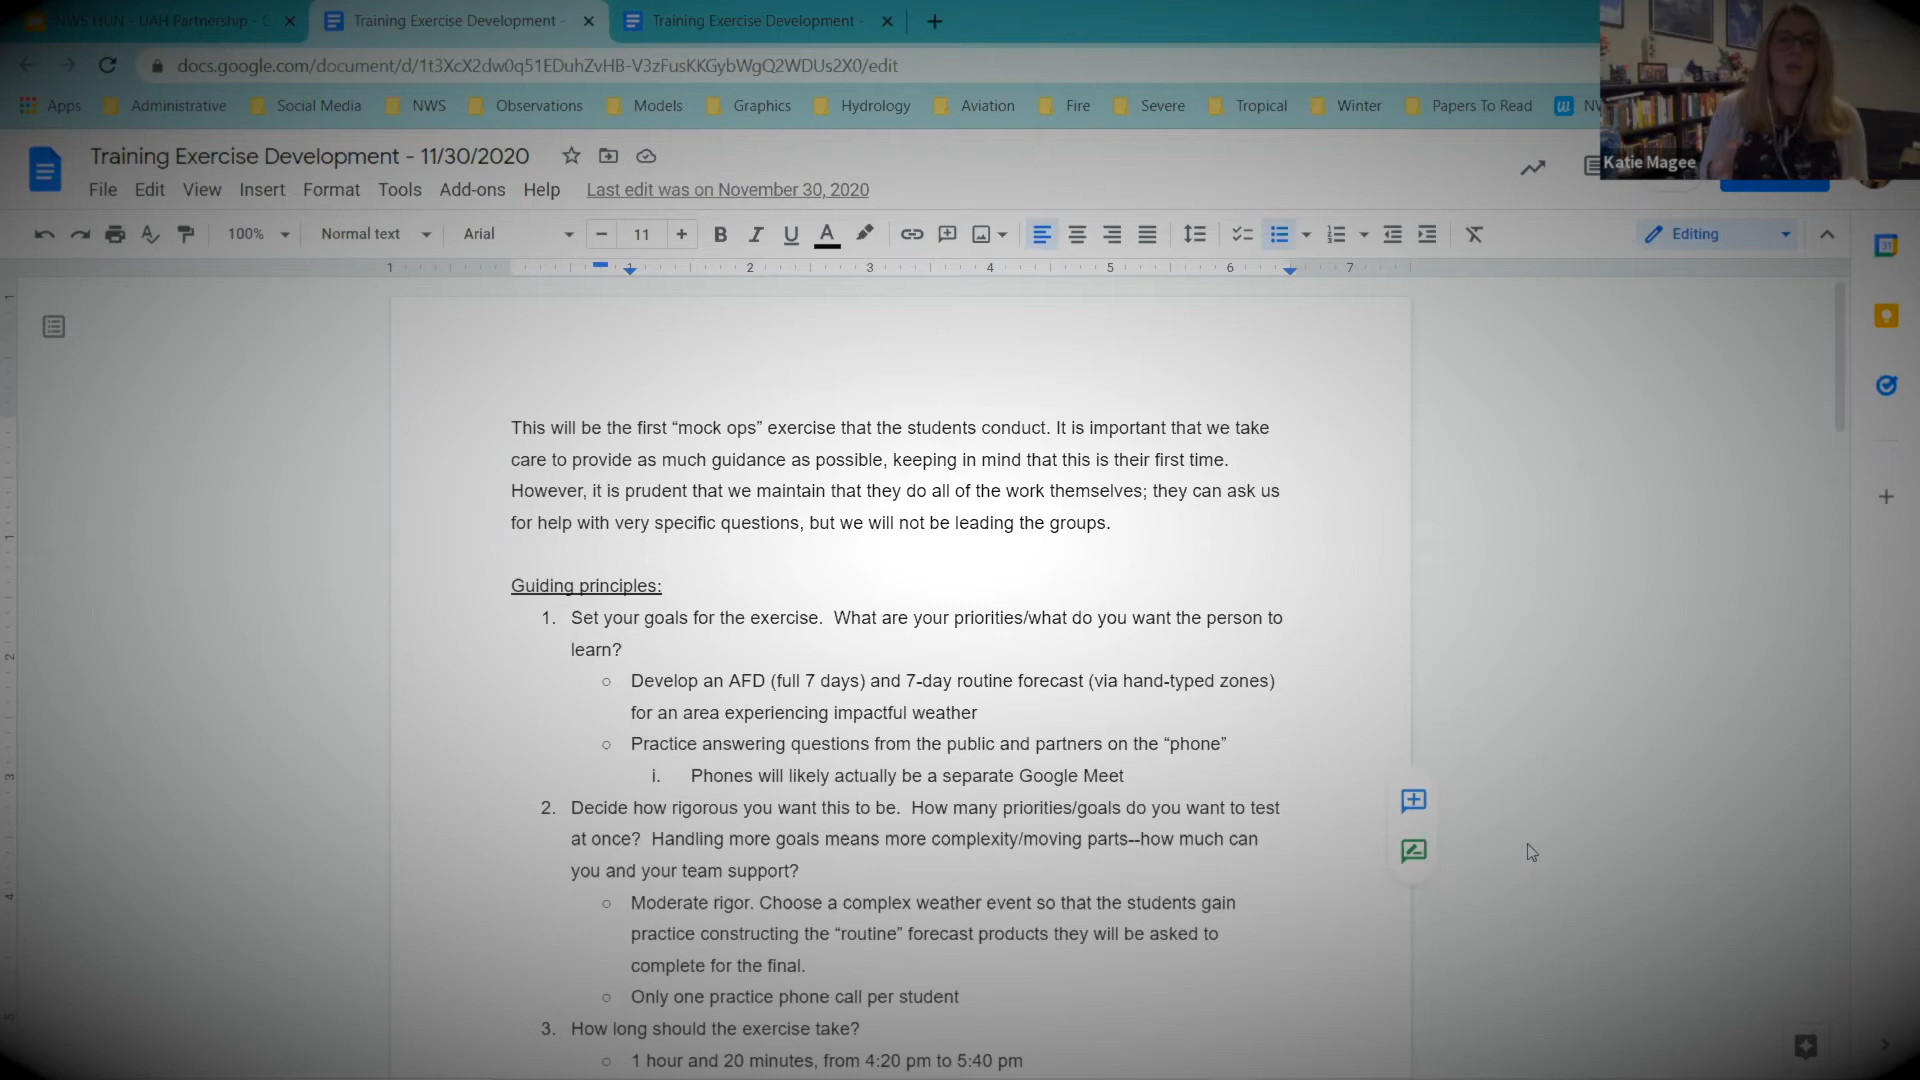 NWS HUN - UAH Partnership - C
Training Exercise Development -
Training Exercise Development -
docs.google.com/document/d/1t3XcX2dw0q51EDuhZvHB-V3zFusKKGybWgQ2WDUs2X0/edit
Apps Administrative Social Media NWS Observations Models Graphics Hydrology Aviation Fire Severe Tropical Winter Papers To Read
Katie Magee
Training Exercise Development - 11/30/2020
File Edit View Insert Format Tools Add-ons Help Last edit was on November 30, 2020
100% Normal text Arial 11 Editing
1 1 2 3 4 5 6 7
This will be the first “mock ops” exercise that the students conduct. It is important that we take
care to provide as much guidance as possible, keeping in mind that this is their first time.
However, it is prudent that we maintain that they do all of the work themselves; they can ask us
for help with very specific questions, but we will not be leading the groups.
Guiding principles:
1. Set your goals for the exercise. What are your priorities/what do you want the person to
learn?
○ Develop an AFD (full 7 days) and 7-day routine forecast (via hand-typed zones)
for an area experiencing impactful weather
○ Practice answering questions from the public and partners on the “phone”
i. Phones will likely actually be a separate Google Meet
2. Decide how rigorous you want this to be. How many priorities/goals do you want to test
at once? Handling more goals means more complexity/moving parts--how much can
you and your team support?
○ Moderate rigor. Choose a complex weather event so that the students gain
practice constructing the “routine” forecast products they will be asked to
complete for the final.
○ Only one practice phone call per student
3. How long should the exercise take?
○ 1 hour and 20 minutes, from 4:20 pm to 5:40 pm